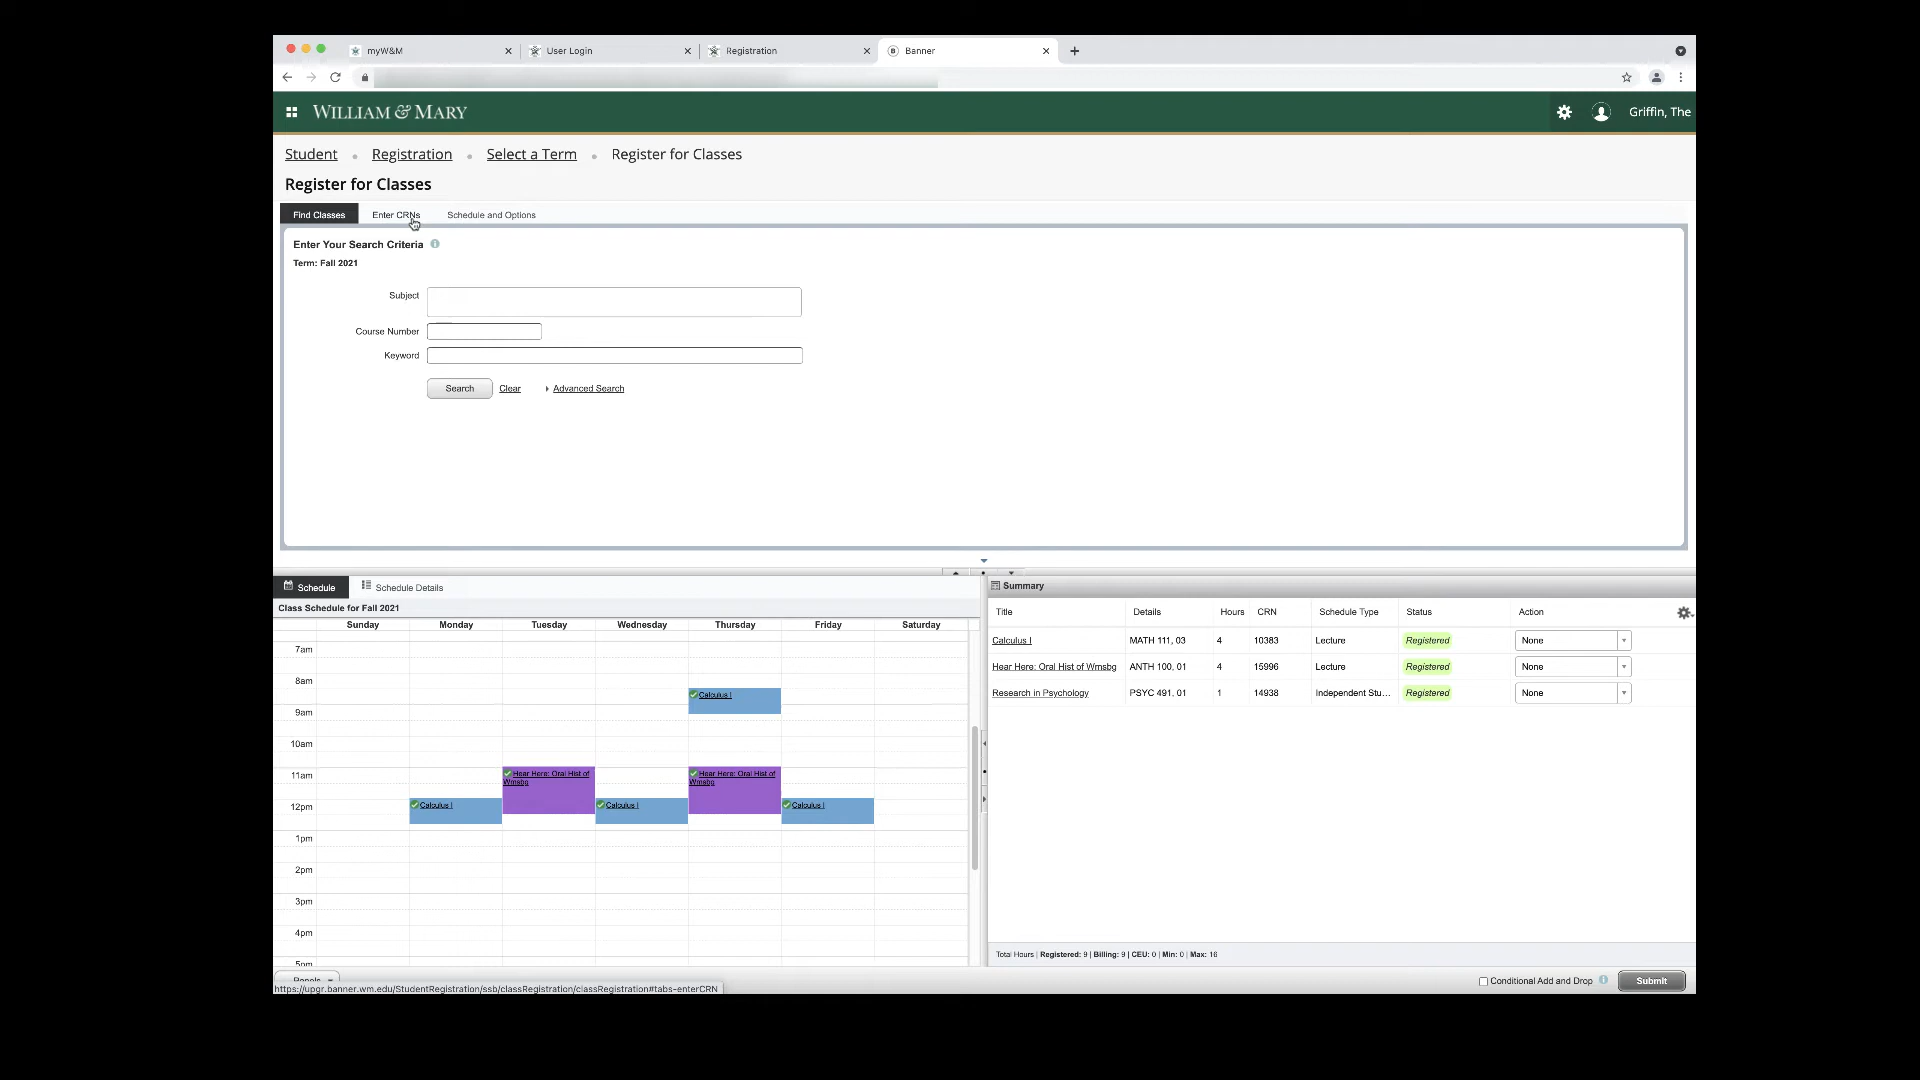 myW&M
User Login
Registration
Banner
WILLIAM & MARY
Griffin, The
Student
Registration
Select a Term
Register for Classes
Register for Classes
Find Classes
Enter CRNs
Schedule and Options
Enter Your Search Criteria
Term: Fall 2021
Subject
Course Number
Keyword
Search
Clear
Advanced Search
Schedule
Schedule Details
Class Schedule for Fall 2021
Sunday Monday Tuesday Wednesday Thursday Friday Saturday
7am
8am
Calculus I
9am
10am
11am
Hear Here: Oral Hist of
Wmsbg
Hear Here: Oral Hist of
Wmsbg
12pm
Calculus I
Calculus I
Calculus I
1pm
2pm
3pm
4pm
5pm
Panels
https://upgr.banner.wm.edu/StudentRegistration/ssb/classRegistration/classRegistration#tabs-enterCRN
Summary
Title Details Hours CRN Schedule Type Status Action
Calculus I MATH 111, 03 4 10383 Lecture Registered None
Hear Here: Oral Hist of Wmsbg ANTH 100, 01 4 15996 Lecture Registered None
Research in Psychology PSYC 491, 01 1 14938 Independent Stu... Registered None
Total Hours | Registered: 9 | Billing: 9 | CEU: 0 | Min: 0 | Max: 16
Conditional Add and Drop
Submit